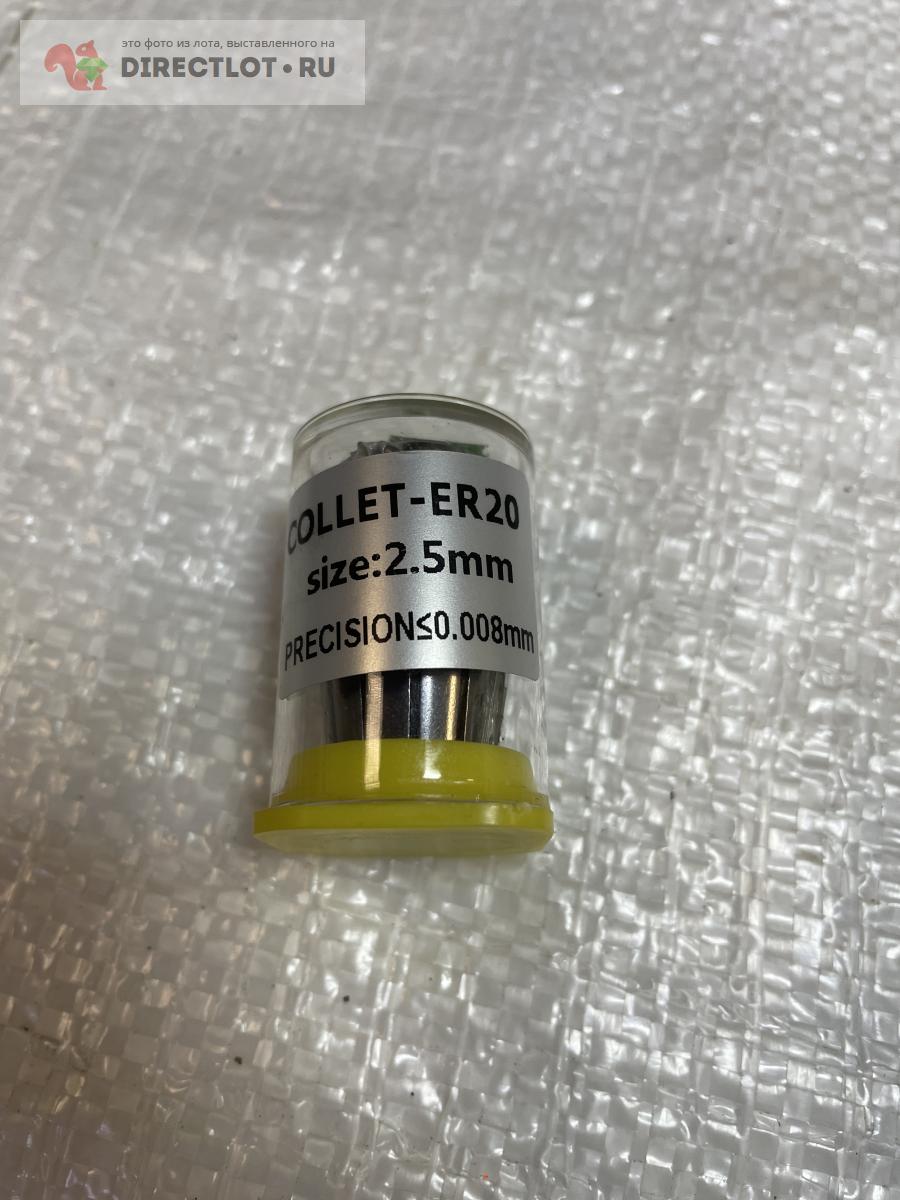 это фото из лота, выставленного на
DIRECTLOT•RU
COLLET-ER20
size:2.5mm
PRECISION≤0.008mm